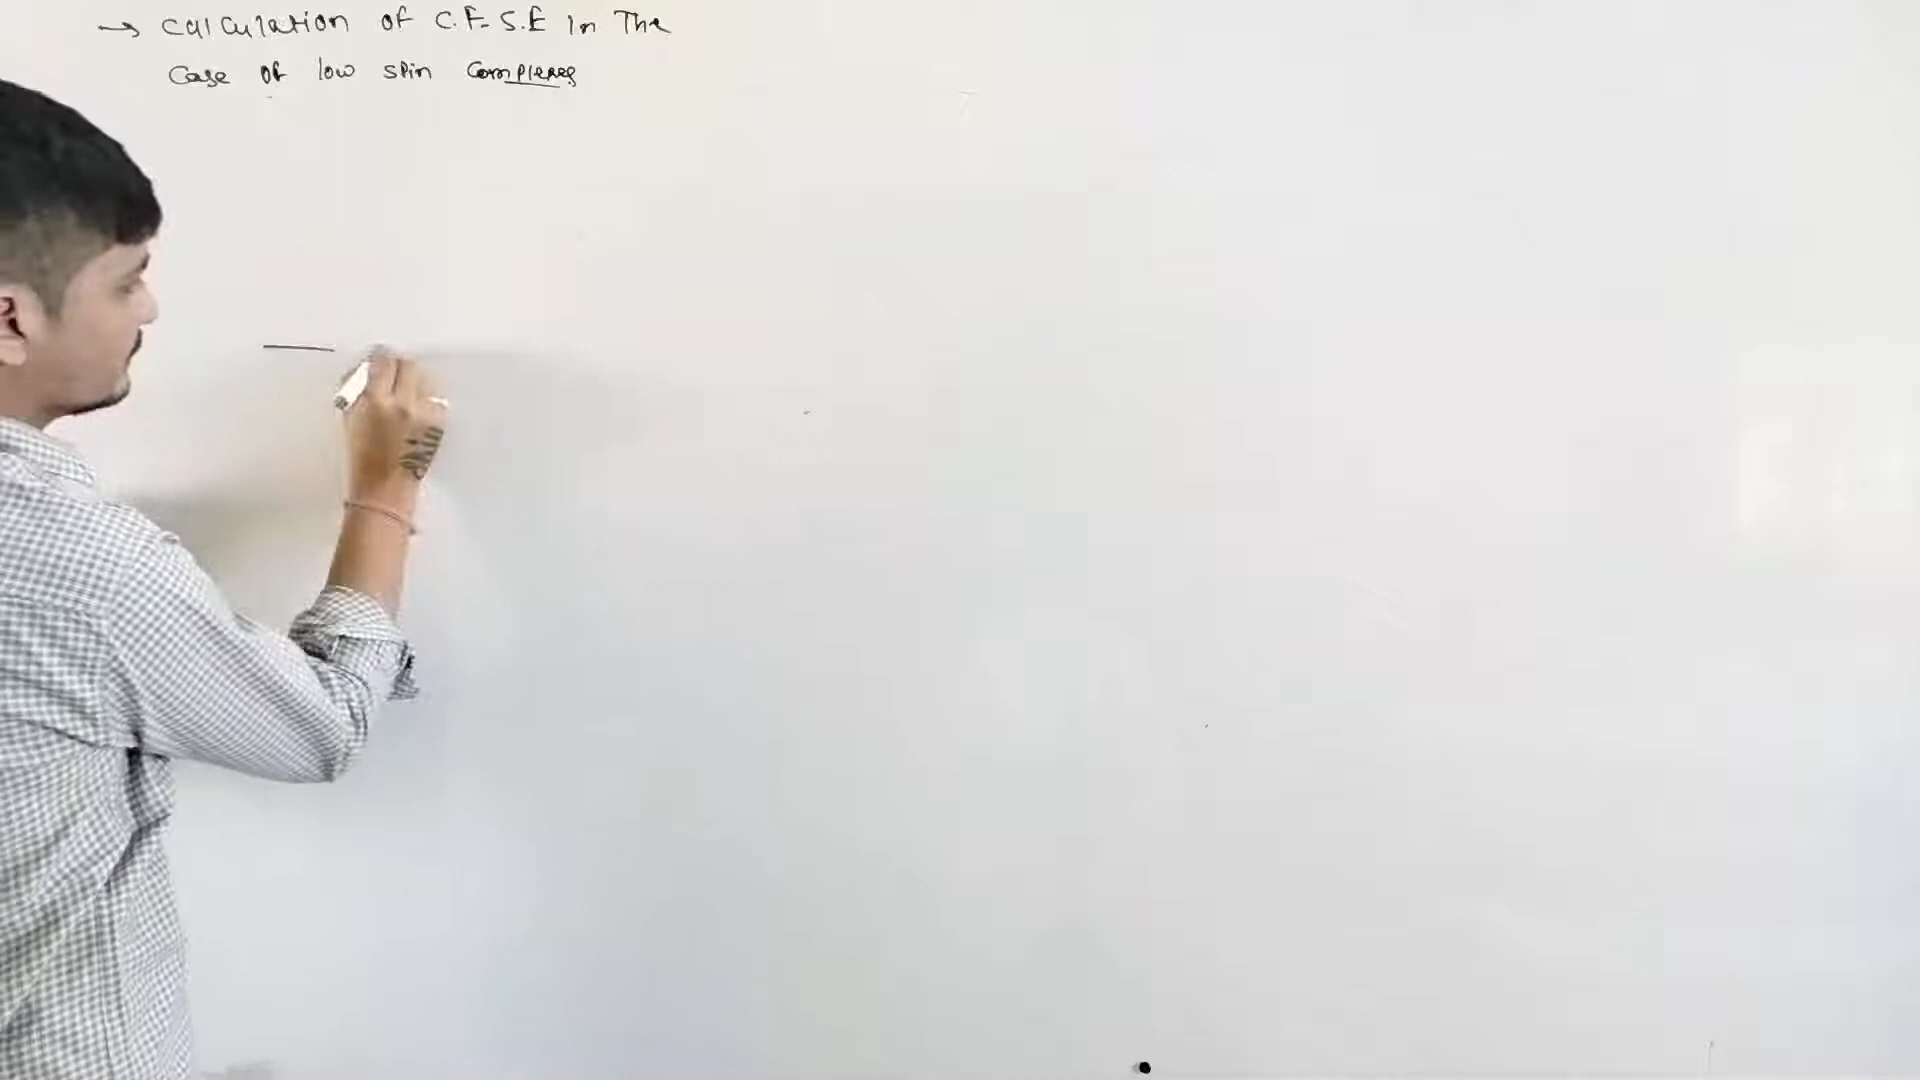 → Calculation of C.F.S.E In The
Case of low spin Complexes